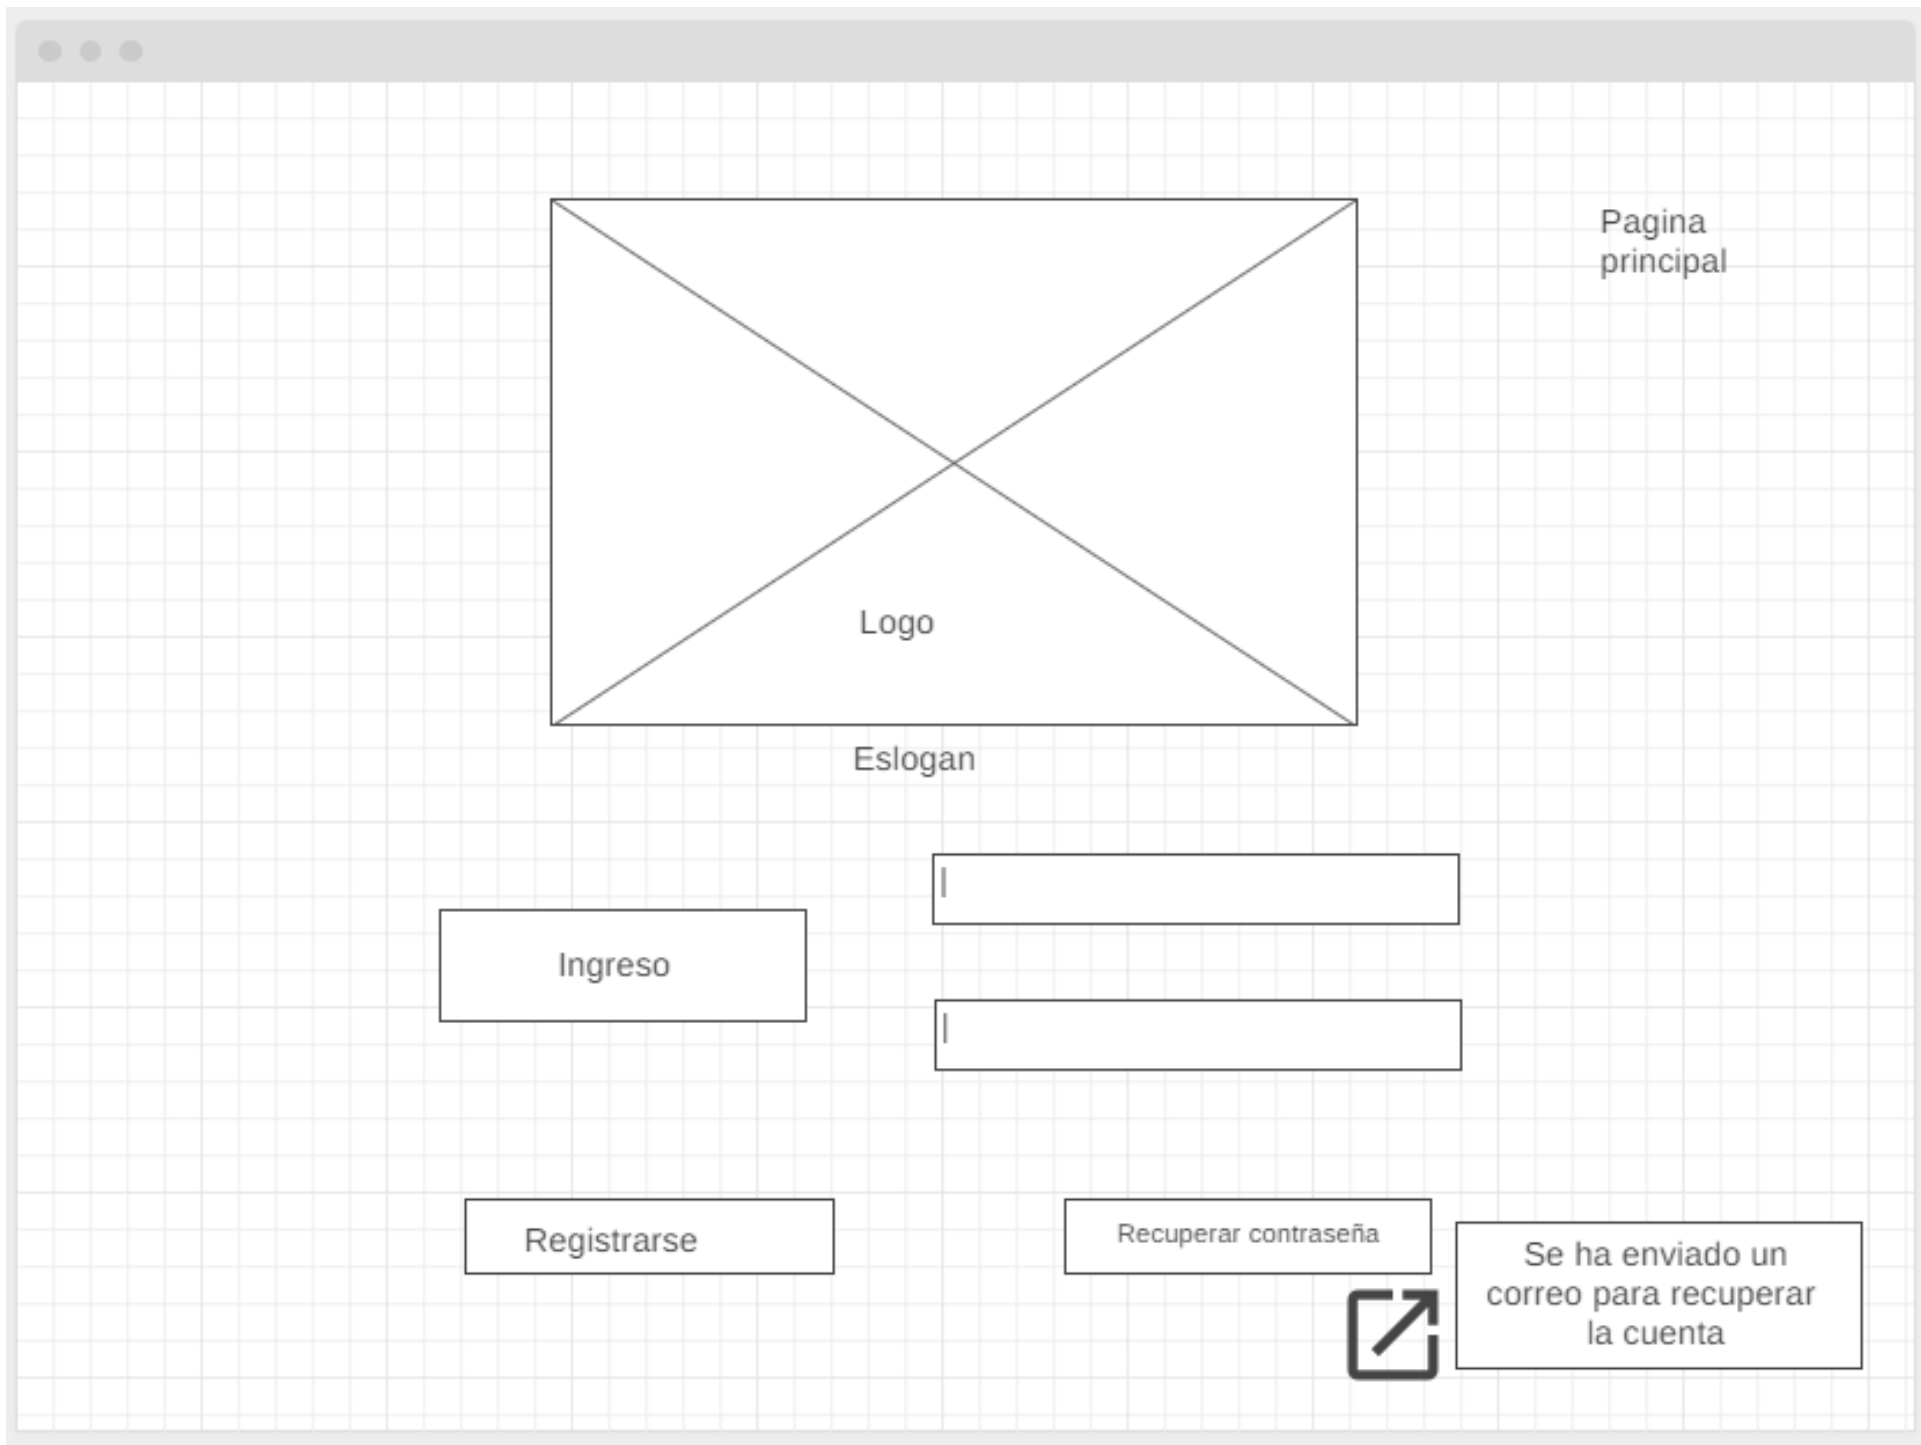 Pagina
principal
Logo
Eslogan
Ingreso
Registrarse
Recuperar contraseña
Se ha enviado un
correo para recuperar
la cuenta